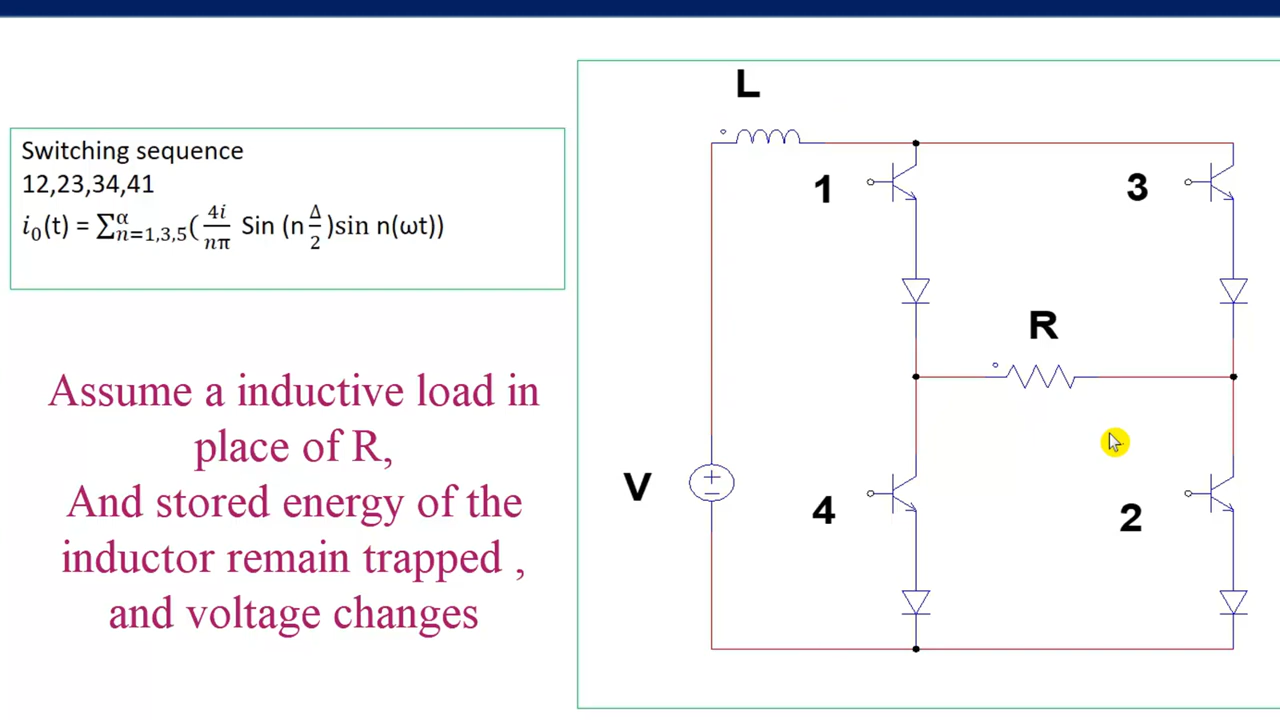 Switching sequence
12,23,34,41
i₀(t) = ∑ᵅₙ₌₁,₃,₅(4i/nπ Sin (n Δ/2)sin n(ωt))
Assume a inductive load in
place of R,
And stored energy of the
inductor remain trapped ,
and voltage changes
L
1
3
R
V
4
2